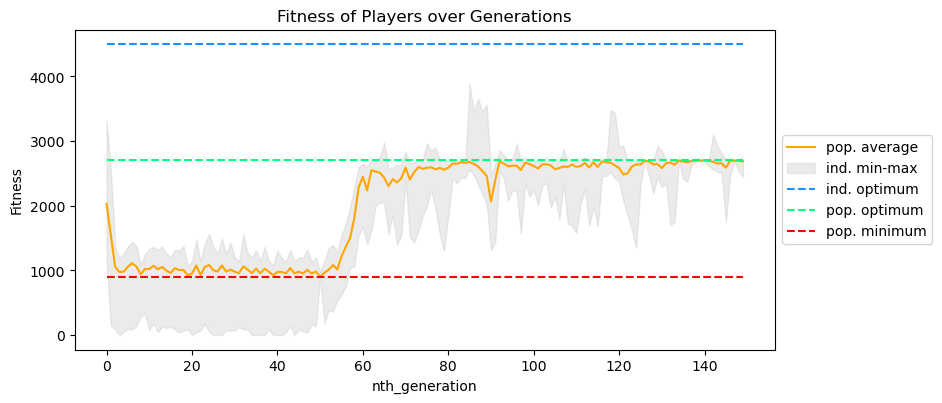 Fitness of Players over Generations
Fitness
4000
3000
2000
1000
0
0 20 40 60 80 100 120 140
nth_generation
pop. average
ind. min-max
ind. optimum
pop. optimum
pop. minimum